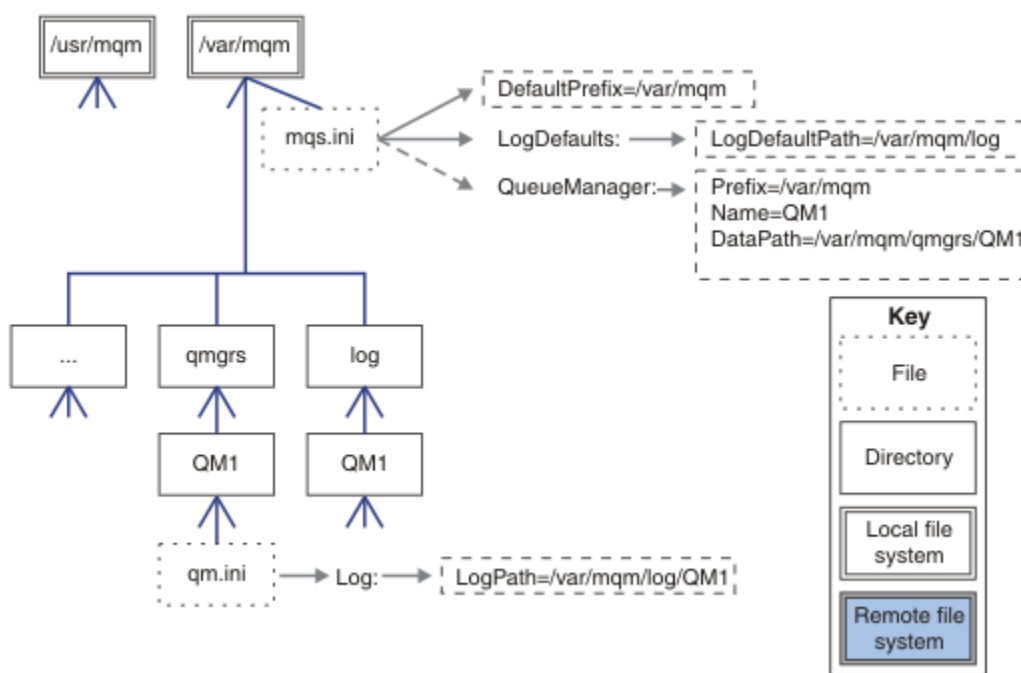 /usr/mqm
/var/mqm
mqs.ini
DefaultPrefix=/var/mqm
LogDefaults:
LogDefaultPath=/var/mqm/log
QueueManager:
Prefix=/var/mqm
Name=QM1
DataPath=/var/mqm/qmgrs/QM1
...
qmgrs
log
QM1
QM1
qm.ini
Log:
LogPath=/var/mqm/log/QM1
Key
File
Directory
Local file
system
Remote file
system